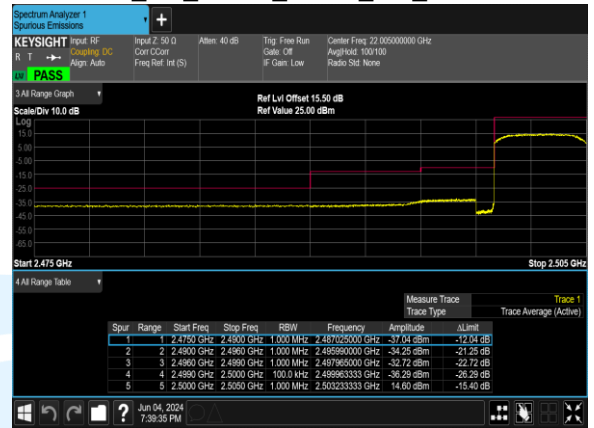 Spectrum Analyzer 1
Spurious Emissions
KEYSIGHT Input: RF Input Z: 50 Ω Atten: 40 dB Trig: Free Run Center Freq: 22.005000000 GHz
R T Coupling: DC Corr CCorr Gate: Off Avg|Hold: 100/100
Align: Auto Freq Ref: Int (S) IF Gain: Low Radio Std: None
PASS
3 All Range Graph
Ref Lvl Offset 15.50 dB
Scale/Div 10.0 dB Ref Value 25.00 dBm
Log
15.0
5.00
-5.00
-15.0
-25.0
-35.0
-45.0
-55.0
-65.0
Start 2.475 GHz Stop 2.505 GHz
4 All Range Table
Measure Trace Trace 1
Trace Type Trace Average (Active)
Spur Range Start Freq Stop Freq RBW Frequency Amplitude ΔLimit
1 1 2.4750 GHz 2.4900 GHz 1.000 MHz 2.487025000 GHz -37.04 dBm -12.04 dB
2 2 2.4900 GHz 2.4960 GHz 1.000 MHz 2.495990000 GHz -34.25 dBm -21.25 dB
3 3 2.4960 GHz 2.4990 GHz 1.000 MHz 2.497965000 GHz -32.72 dBm -22.72 dB
4 4 2.4990 GHz 2.5000 GHz 100.0 kHz 2.499963333 GHz -36.29 dBm -26.29 dB
5 5 2.5000 GHz 2.5050 GHz 1.000 MHz 2.503233333 GHz 14.60 dBm -15.40 dB
? Jun 04, 2024
7:39:35 PM